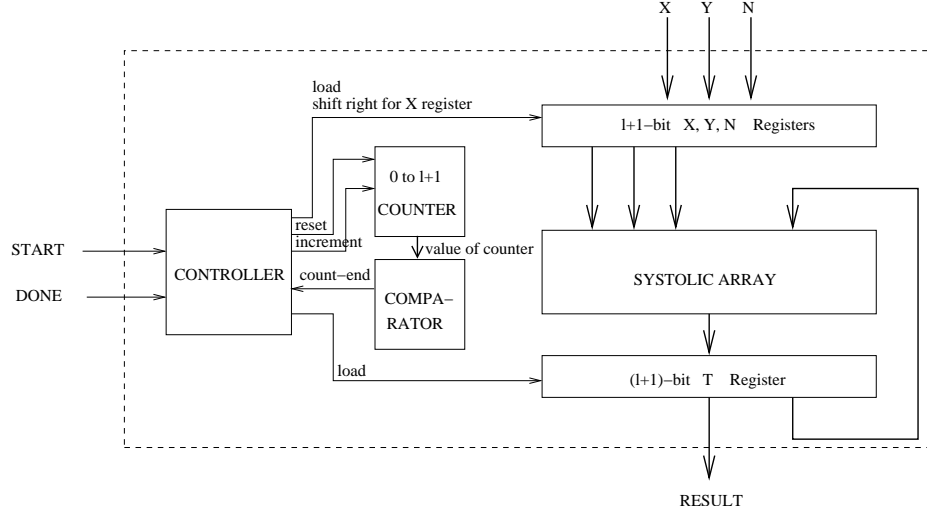 X Y N
load
shift right for X register
l+1−bit X, Y, N Registers
0 to l+1
COUNTER
reset
increment
START
value of counter
CONTROLLER
count−end
SYSTOLIC ARRAY
DONE
COMPA−
RATOR
load
(l+1)−bit T Register
RESULT